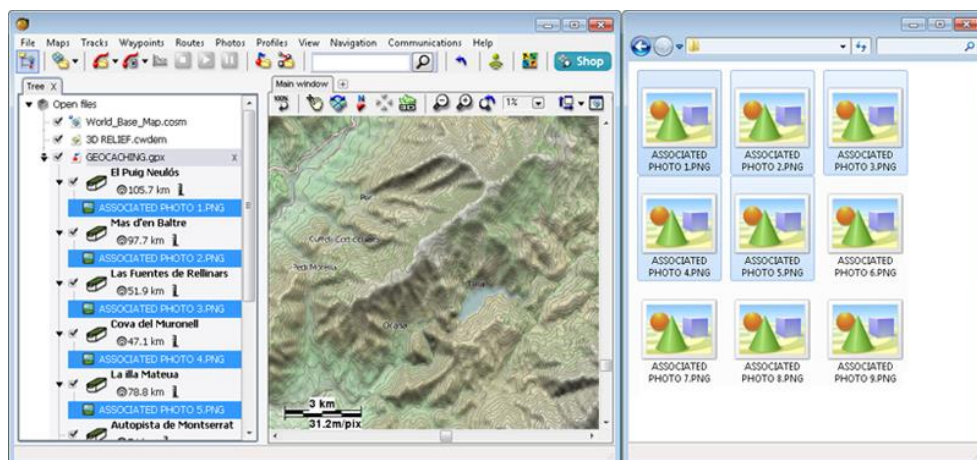 File Maps Tracks Waypoints Routes Photos Profiles View Navigation Communications Help
Shop
Tree X
Open files
World_Base_Map.cosm
3D RELIEF.cwdem
GEOCACHING.gpx x
El Puig Neulós
105.7 km
ASSOCIATED PHOTO 1.PNG
Mas d'en Baltre
97.7 km
ASSOCIATED PHOTO 2.PNG
Las Fuentes de Rellinars
51.9 km
ASSOCIATED PHOTO 3.PNG
Cova del Muronell
47.1 km
ASSOCIATED PHOTO 4.PNG
La illa Mateua
78.8 km
ASSOCIATED PHOTO 5.PNG
Autopista de Montserrat
Main window
100%
3D
1%
3 km
31.2m/pix
ASSOCIATED PHOTO 1.PNG
ASSOCIATED PHOTO 2.PNG
ASSOCIATED PHOTO 3.PNG
ASSOCIATED PHOTO 4.PNG
ASSOCIATED PHOTO 5.PNG
ASSOCIATED PHOTO 6.PNG
ASSOCIATED PHOTO 7.PNG
ASSOCIATED PHOTO 8.PNG
ASSOCIATED PHOTO 9.PNG